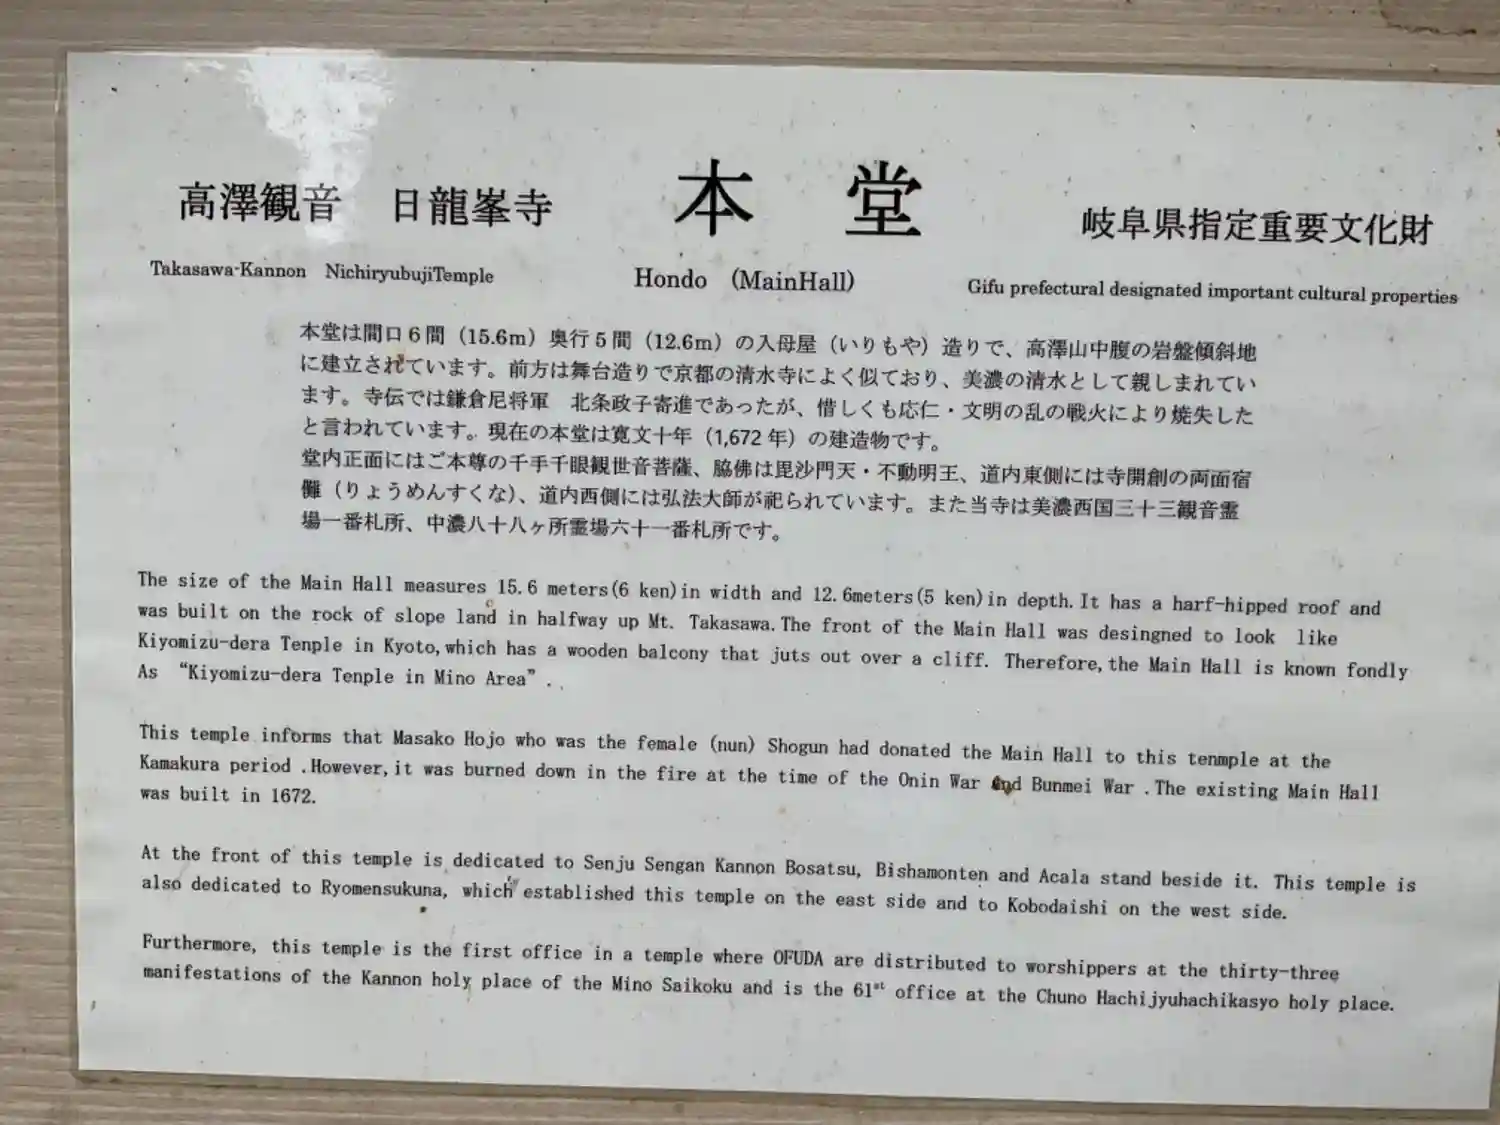 高澤観音　日龍峯寺　本　堂　岐阜県指定重要文化財
Takasawa-Kannon　NichiryubujiTemple　Hondo　(MainHall)　Gifu prefectural designated important cultural properties
本堂は間口６間（15.6m）奥行５間（12.6m）の入母屋（いりもや）造りで、高澤山中腹の岩盤傾斜地
に建立されています。前方は舞台造りで京都の清水寺によく似ており、美濃の清水として親しまれてい
ます。寺伝では鎌倉尼将軍　北条政子寄進であったが、惜しくも応仁・文明の乱の戦火により焼失した
と言われています。現在の本堂は寛文十年（1,672 年）の建造物です。
堂内正面にはご本尊の千手千眼観世音菩薩、脇佛は毘沙門天・不動明王、道内東側には寺開創の両面宿
儺（りょうめんすくな）、道内西側には弘法大師が祀られています。また当寺は美濃西国三十三観音霊
場一番札所、中濃八十八ヶ所霊場六十一番札所です。
The size of the Main Hall measures 15.6 meters(6 ken)in width and 12.6meters(5 ken)in depth.It has a harf-hipped roof and
was built on the rock of slope land in halfway up Mt. Takasawa.The front of the Main Hall was desingned to look like
Kiyomizu-dera Tenple in Kyoto,which has a wooden balcony that juts out over a cliff. Therefore,the Main Hall is known fondly
As “Kiyomizu-dera Tenple in Mino Area”.
This temple informs that Masako Hojo who was the female (nun) Shogun had donated the Main Hall to this tenmple at the
Kamakura period .However,it was burned down in the fire at the time of the Onin War and Bunmei War .The existing Main Hall
was built in 1672.
At the front of this temple is dedicated to Senju Sengan Kannon Bosatsu, Bishamonten and Acala stand beside it. This temple is
also dedicated to Ryomensukuna, which established this temple on the east side and to Kobodaishi on the west side.
Furthermore, this temple is the first office in a temple where OFUDA are distributed to worshippers at the thirty-three
manifestations of the Kannon holy place of the Mino Saikoku and is the 61st office at the Chuno Hachijyuhachikasyo holy place.